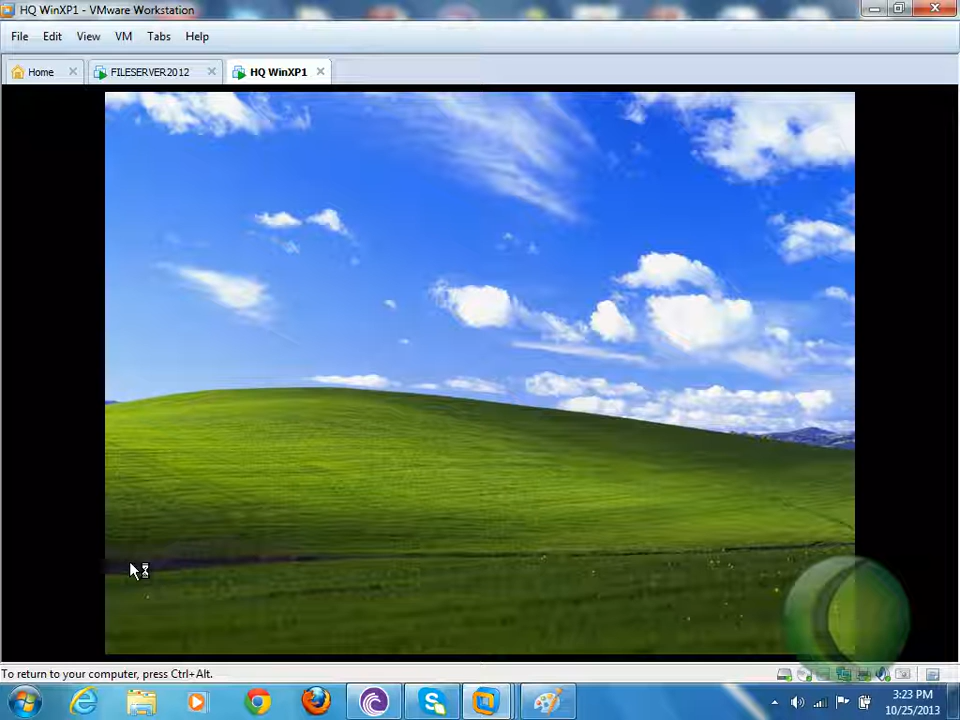 HQ WinXP1 - VMware Workstation
File Edit View VM Tabs Help
Home FILESERVER2012 HQ WinXP1
To return to your computer, press Ctrl+Alt.
3:23 PM
10/25/2013